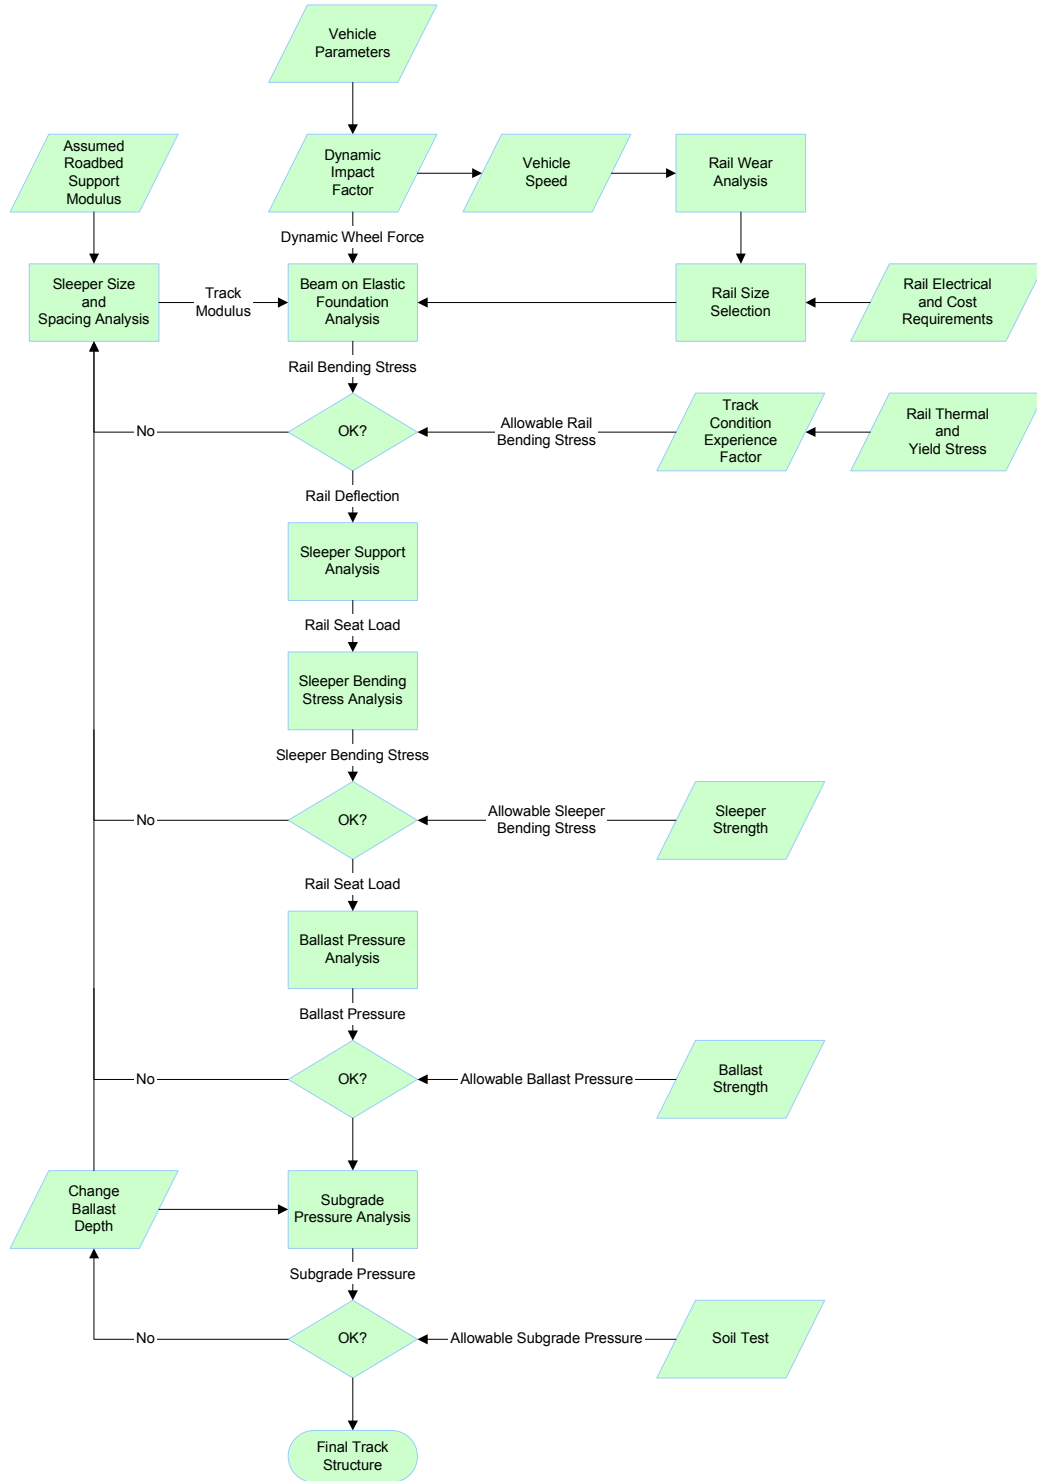 Vehicle
Parameters
Assumed
Roadbed
Support
Modulus
Dynamic
Impact
Factor
Vehicle
Speed
Rail Wear
Analysis
Dynamic Wheel Force
Sleeper Size
and
Spacing Analysis
Track
Modulus
Beam on Elastic
Foundation
Analysis
Rail Size
Selection
Rail Electrical
and Cost
Requirements
Rail Bending Stress
No
OK?
Allowable Rail
Bending Stress
Track
Condition
Experience
Factor
Rail Thermal
and
Yield Stress
Rail Deflection
Sleeper Support
Analysis
Rail Seat Load
Sleeper Bending
Stress Analysis
Sleeper Bending Stress
No
OK?
Allowable Sleeper
Bending Stress
Sleeper
Strength
Rail Seat Load
Ballast Pressure
Analysis
Ballast Pressure
No
OK?
Allowable Ballast Pressure
Ballast
Strength
Change
Ballast
Depth
Subgrade
Pressure Analysis
Subgrade Pressure
No
OK?
Allowable Subgrade Pressure
Soil Test
Final Track
Structure